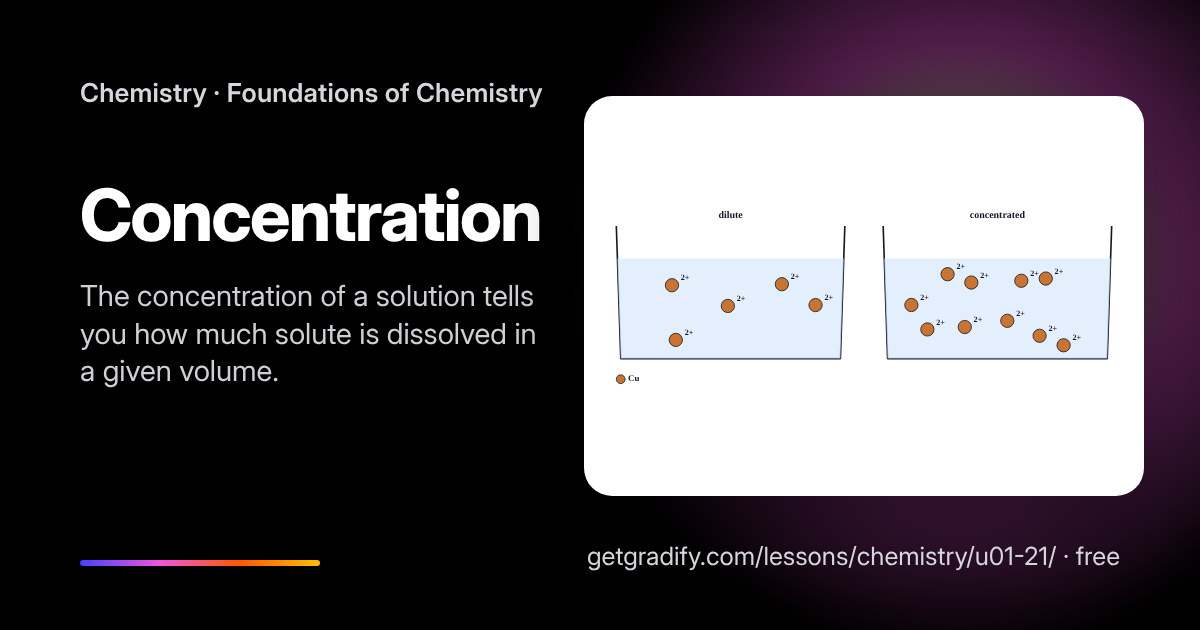 Chemistry · Foundations of Chemistry
Concentration
The concentration of a solution tells
you how much solute is dissolved in
a given volume.
dilute
2+
2+
2+
2+
2+
Cu
concentrated
2+
2+
2+
2+
2+
2+
2+
2+
2+
2+
getgradify.com/lessons/chemistry/u01-21/ · free